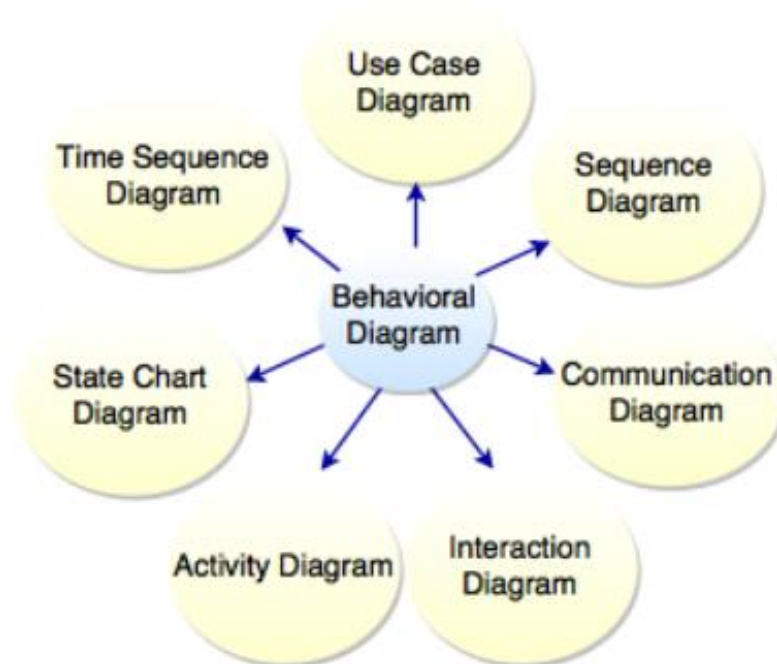 Use Case
Diagram
Time Sequence
Diagram
Sequence
Diagram
Behavioral
Diagram
State Chart
Diagram
Communication
Diagram
Activity Diagram
Interaction
Diagram